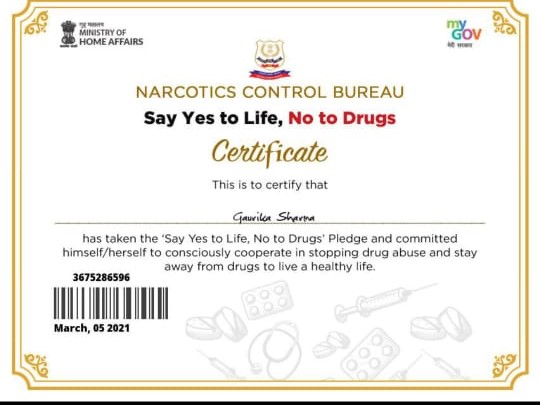 गृह मंत्रालय
MINISTRY OF
HOME AFFAIRS
my
GOV
मेरी सरकार
NARCOTICS CONTROL BUREAU
Say Yes to Life, No to Drugs
Certificate
This is to certify that
Gaurika Sharma
has taken the ‘Say Yes to Life, No to Drugs’ Pledge and committed
himself/herself to consciously cooperate in stopping drug abuse and stay
away from drugs to live a healthy life.
3675286596
March, 05 2021